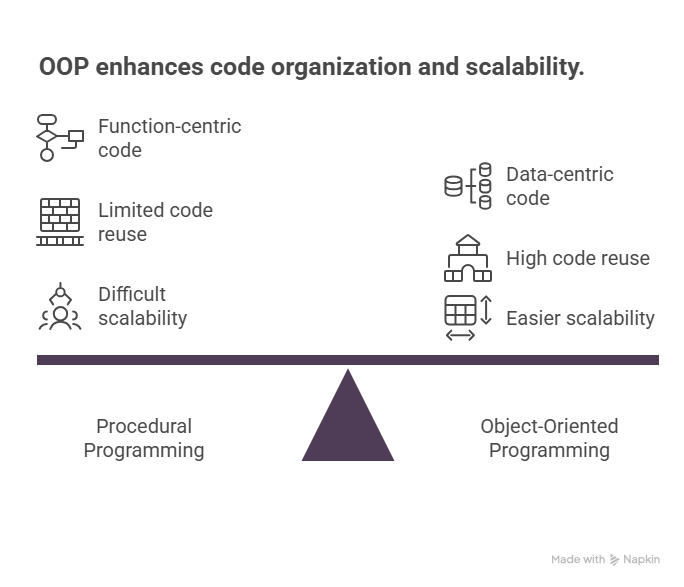 OOP enhances code organization and scalability.
Function-centric
code
Limited code
reuse
Difficult
scalability
Data-centric
code
High code reuse
Easier scalability
Procedural
Programming
Object-Oriented
Programming
Made with Napkin